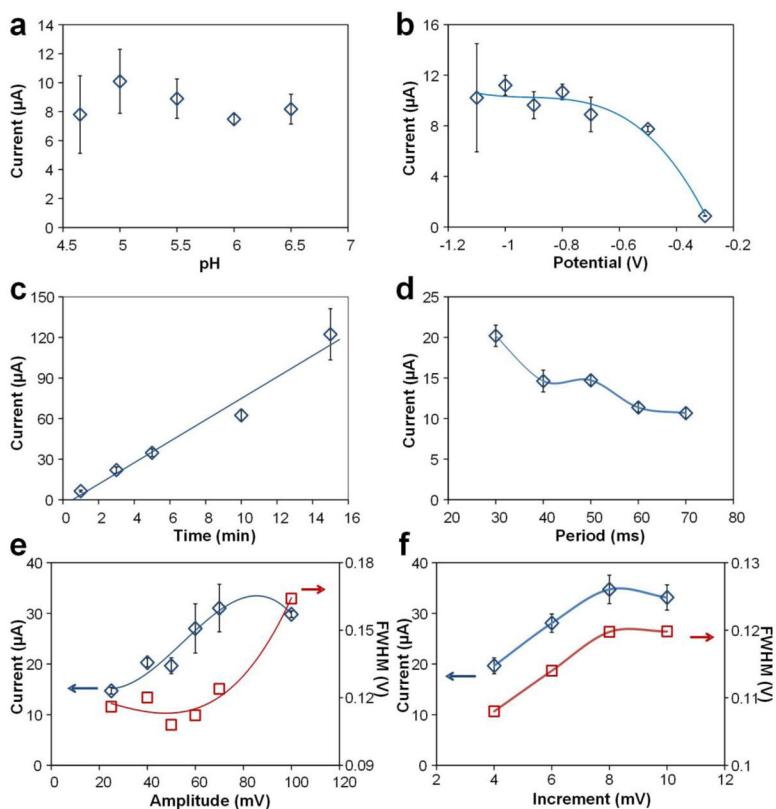 a
Current (µA)
14
12
10
8
6
4
2
0
4.5 5 5.5 6 6.5 7
pH
b
Current (µA)
16
12
8
4
0
-1.2 -1 -0.8 -0.6 -0.4 -0.2
Potential (V)
c
Current (µA)
150
120
90
60
30
0
0 2 4 6 8 10 12 14 16
Time (min)
d
Current (µA)
25
20
15
10
5
0
20 30 40 50 60 70 80
Period (ms)
e
Current (µA)
40
30
20
10
0
0.18
0.15
0.12
0.09
FWHM (V)
0 20 40 60 80 100 120
Amplitude (mV)
f
Current (µA)
40
30
20
10
0
0.13
0.12
0.11
0.1
FWHM (V)
2 4 6 8 10 12
Increment (mV)